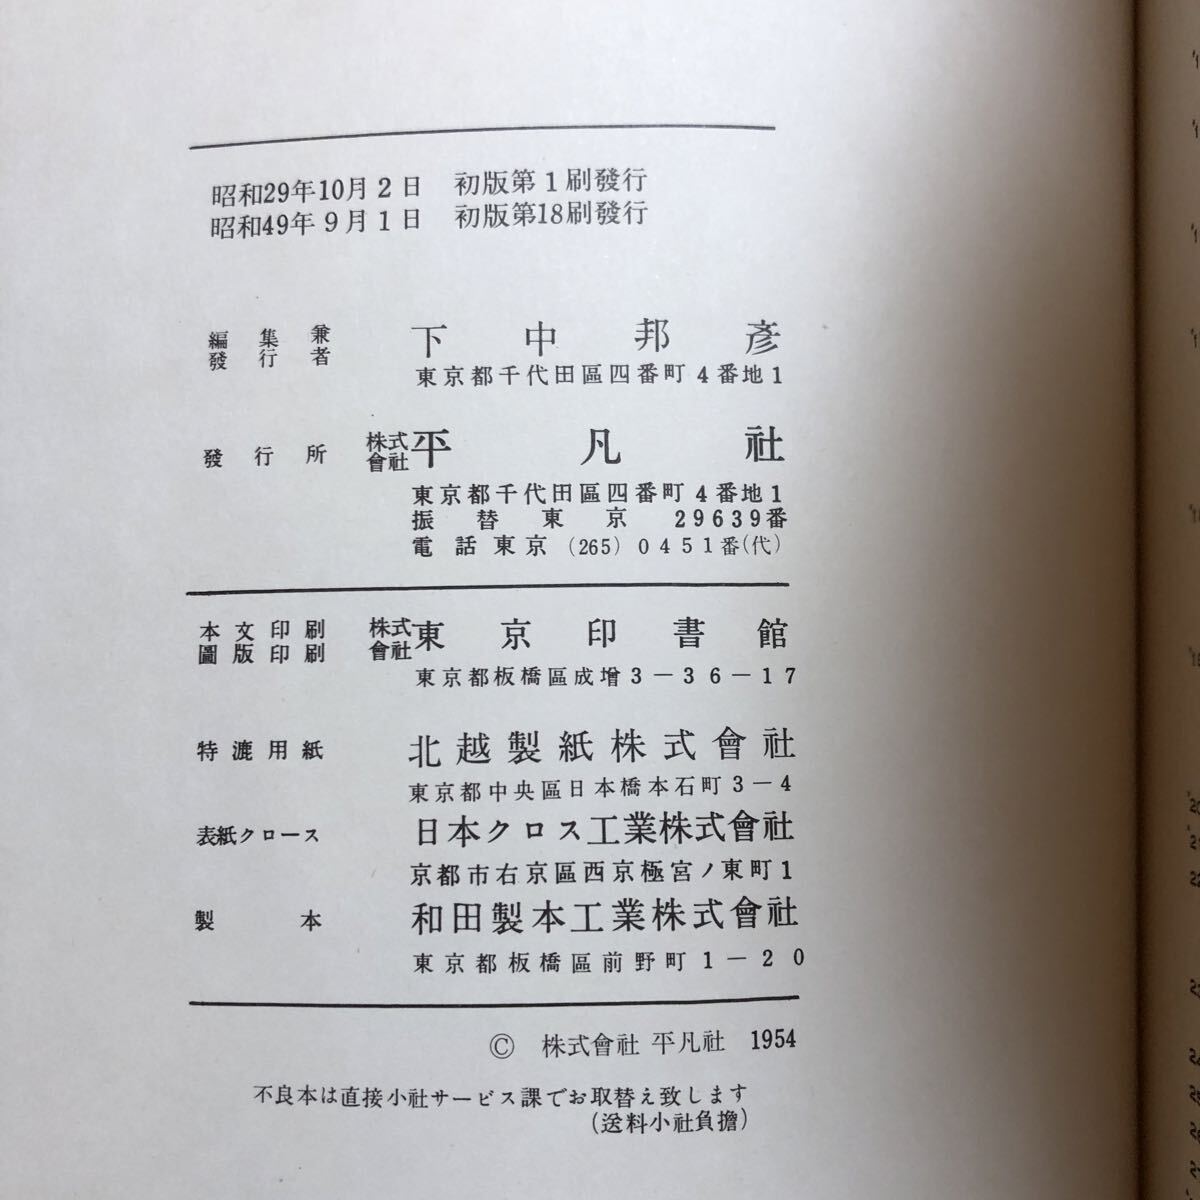 昭和29年10月2日 初版第1刷發行
昭和49年9月1日 初版第18刷發行
編集兼
發行者 下中邦彥
東京都千代田區四番町4番地1
發行所 株式會社 平凡社
東京都千代田區四番町4番地1
振替東京 29639番
電話東京 (265) 0451番(代)
本文印刷
圖版印刷 株式會社 東京印書館
東京都板橋區成增3－36－17
特漉用紙 北越製紙株式會社
東京都中央區日本橋本石町3－4
表紙クロース 日本クロス工業株式會社
京都市右京區西京極宮ノ東町1
製本 和田製本工業株式會社
東京都板橋區前野町1－20
© 株式會社 平凡社 1954
不良本は直接小社サービス課でお取替え致します
(送料小社負擔)